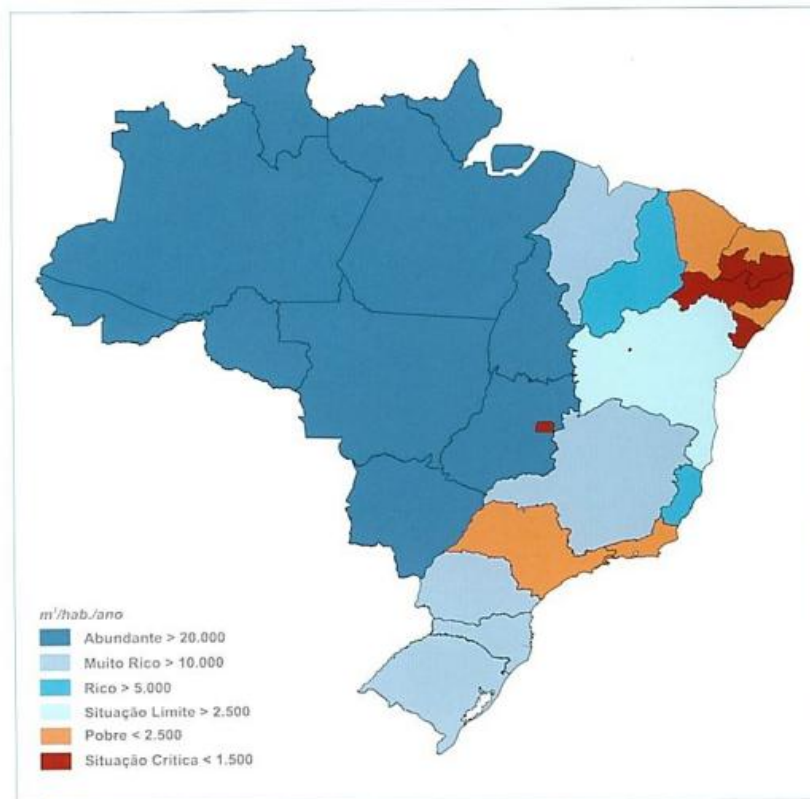 m³/hab./ano
Abundante > 20.000
Muito Rico > 10.000
Rico > 5.000
Situação Limite > 2.500
Pobre < 2.500
Situação Crítica < 1.500